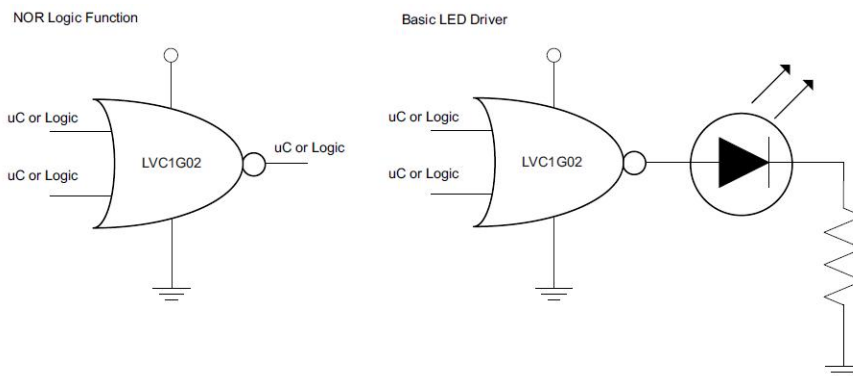 NOR Logic Function
uC or Logic
uC or Logic
LVC1G02
uC or Logic
Basic LED Driver
uC or Logic
uC or Logic
LVC1G02